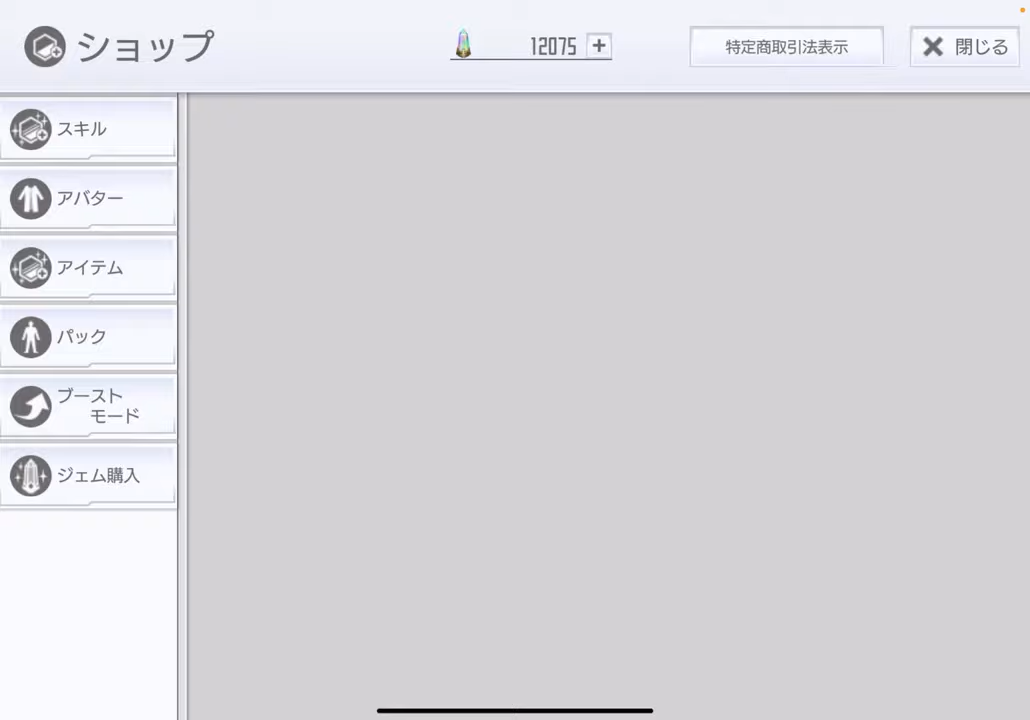 ショップ
12075
特定商取引法表示
閉じる
スキル
アバター
アイテム
パック
ブースト
モード
ジェム購入